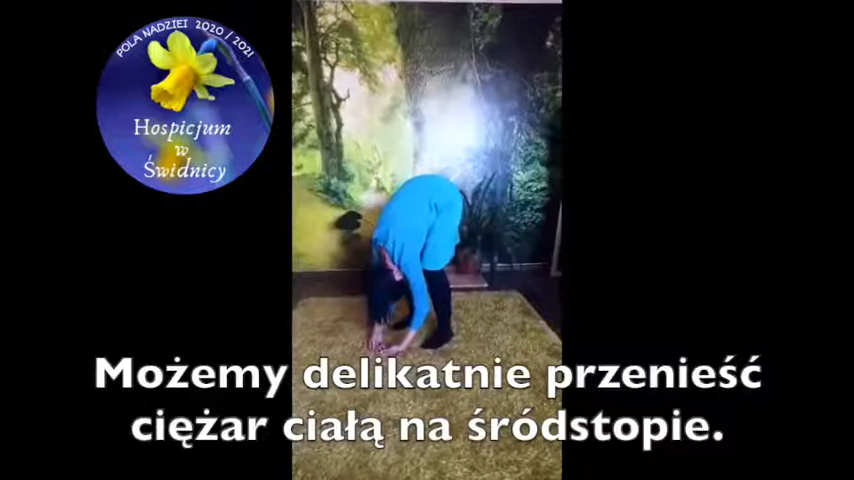 POLA NADZIEI 2020/2021
Hospicjum
w
Świdnicy
Możemy delikatnie przenieść
ciężar ciałą na śródstopie.